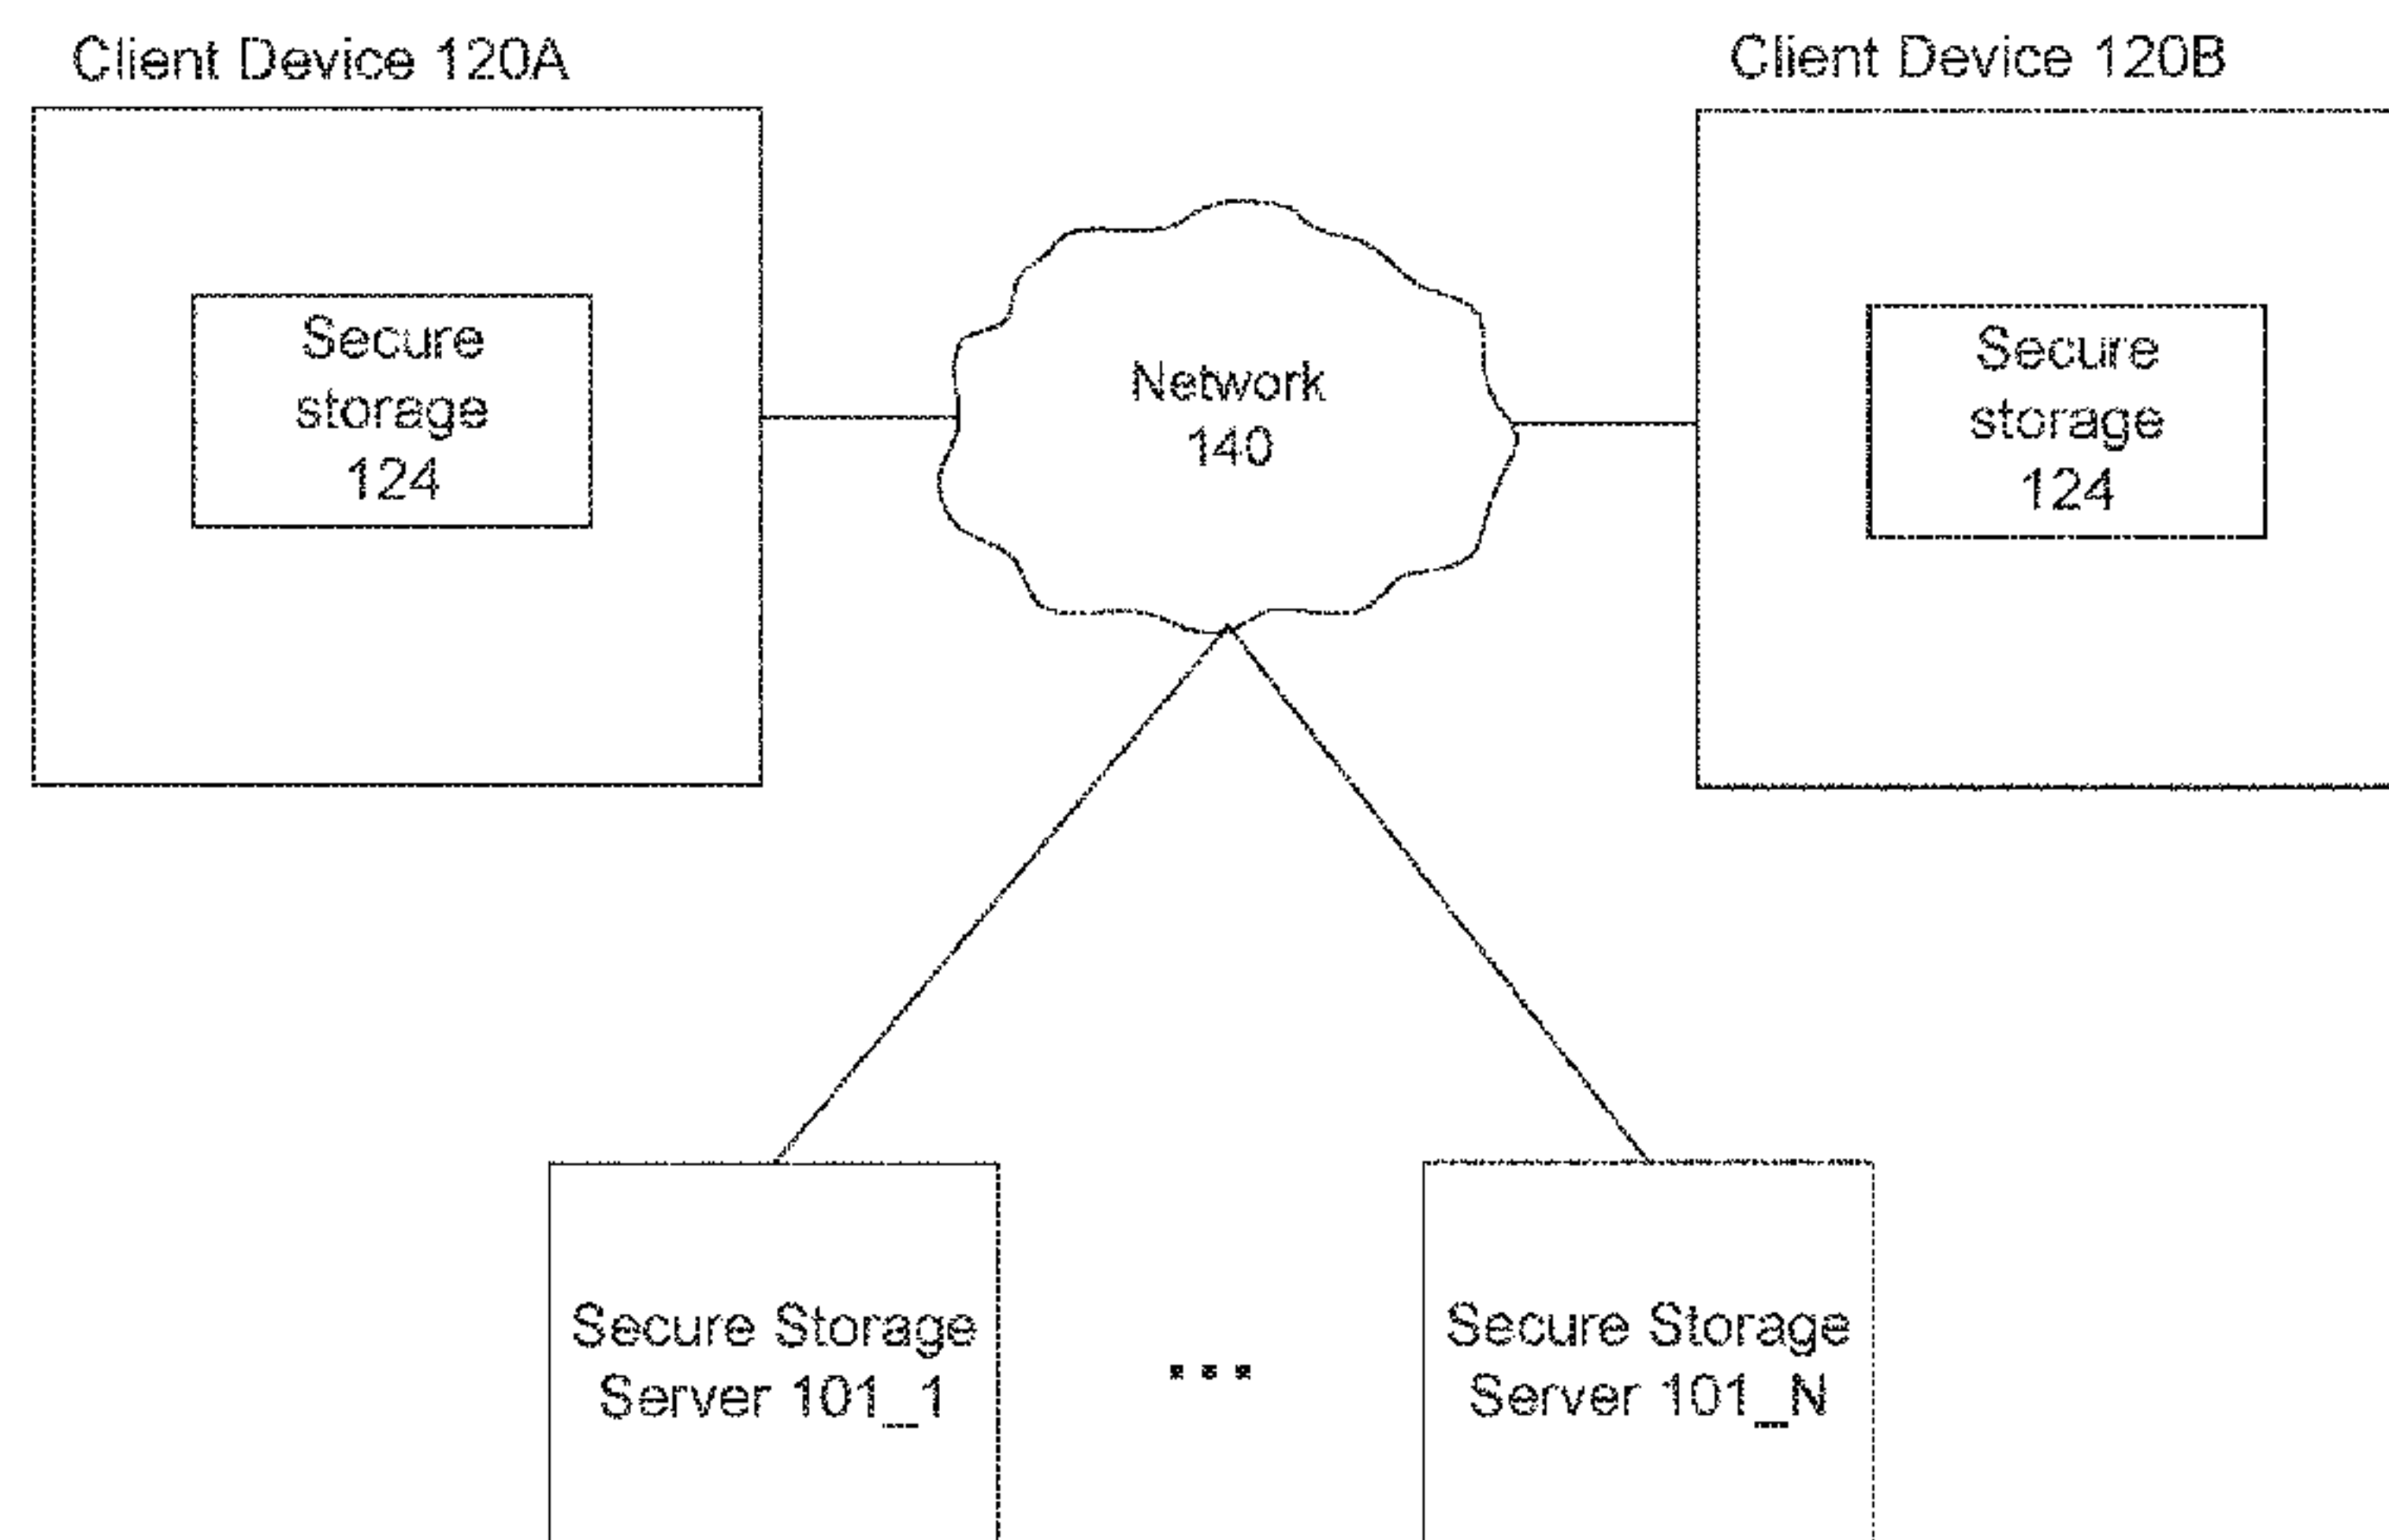 Client Device 120A
Client Device 120B
Secure
storage
124
Network
140
Secure
storage
124
Secure Storage
Server 101_1
...
Secure Storage
Server 101_N